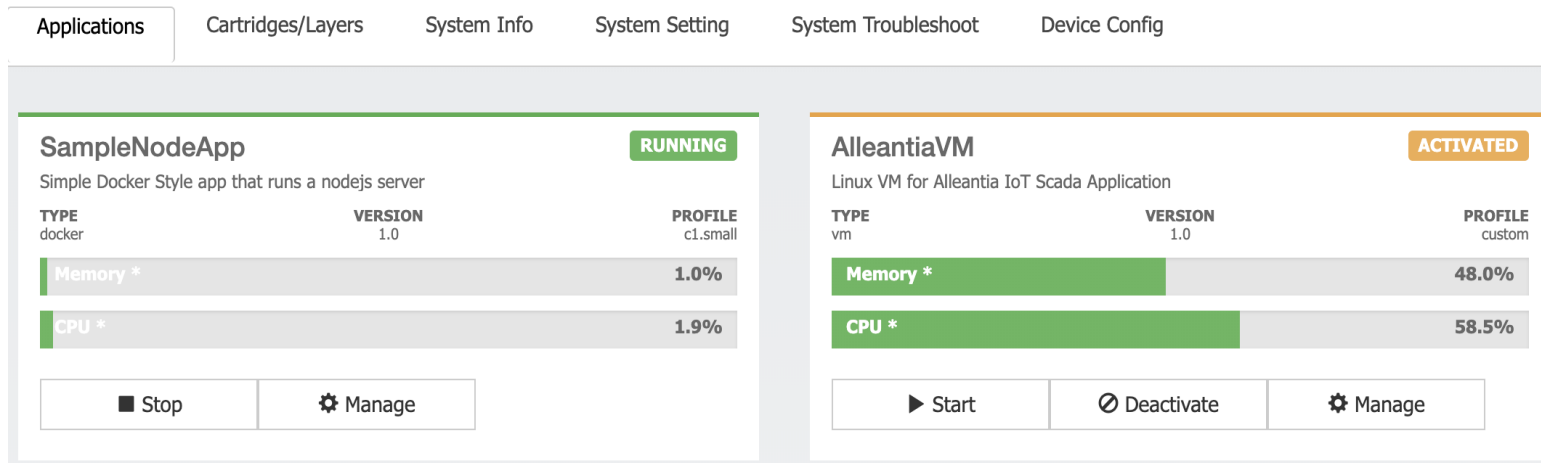 Applications Cartridges/Layers System Info System Setting System Troubleshoot Device Config
SampleNodeApp RUNNING
Simple Docker Style app that runs a nodejs server
TYPE VERSION PROFILE
docker 1.0 c1.small
Memory * 1.0%
CPU * 1.9%
Stop Manage
AlleantiaVM ACTIVATED
Linux VM for Alleantia IoT Scada Application
TYPE VERSION PROFILE
vm 1.0 custom
Memory * 48.0%
CPU * 58.5%
Start Deactivate Manage